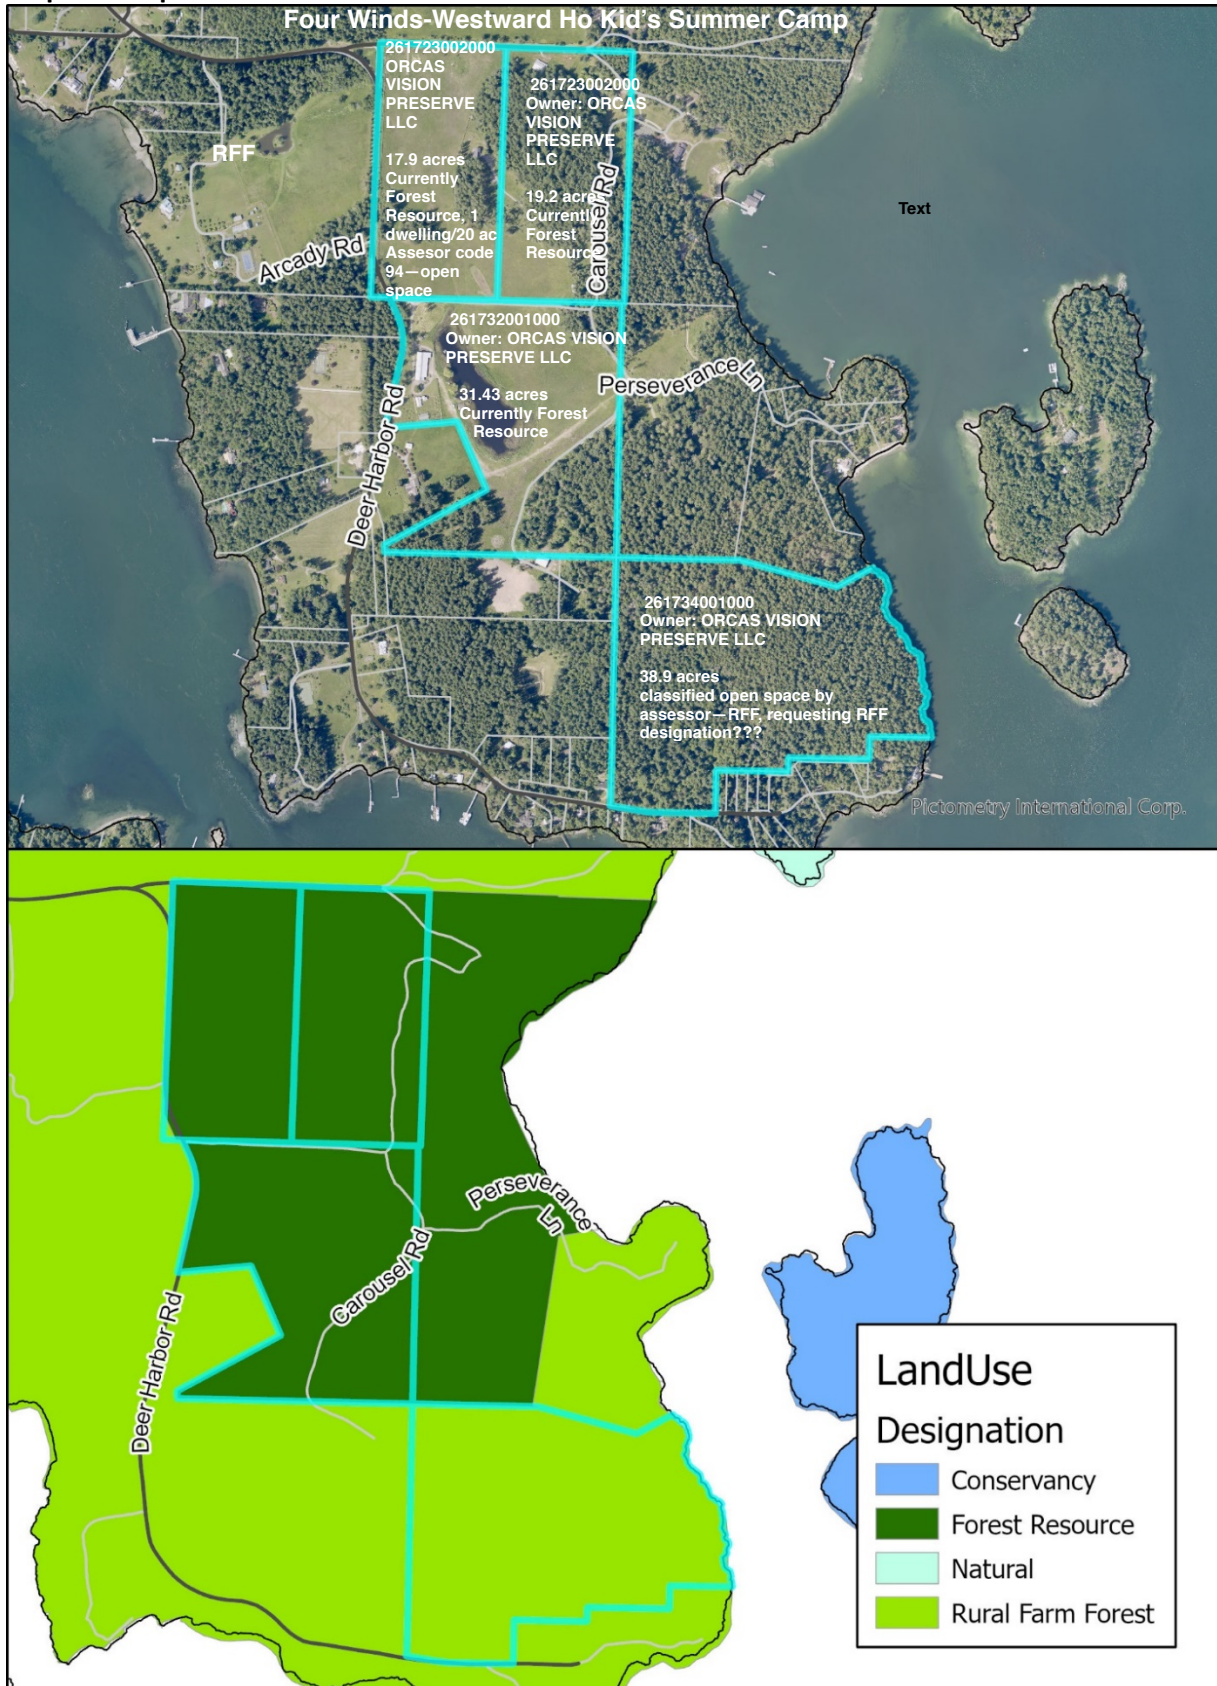 Four Winds-Westward Ho Kid's Summer Camp
261723002000
ORCAS
VISION
PRESERVE
LLC
17.9 acres
Currently
Forest
Resource, 1
dwelling/20 ac
Assesor code
94—open
space
261723002000
Owner: ORCAS
VISION
PRESERVE
LLC
19.2 acres
Currently
Forest
Resource
RFF
Text
Arcady Rd
Carousel Rd
261732001000
Owner: ORCAS VISION
PRESERVE LLC
31.43 acres
Currently Forest
Resource
Perseverance Ln
Deer Harbor Rd
261734001000
Owner: ORCAS VISION
PRESERVE LLC
38.9 acres
classified open space by
assessor—RFF, requesting RFF
designation???
Pictometry International Corp.
Perseverance
Ln
Carousel Rd
Deer Harbor Rd
LandUse
Designation
Conservancy
Forest Resource
Natural
Rural Farm Forest